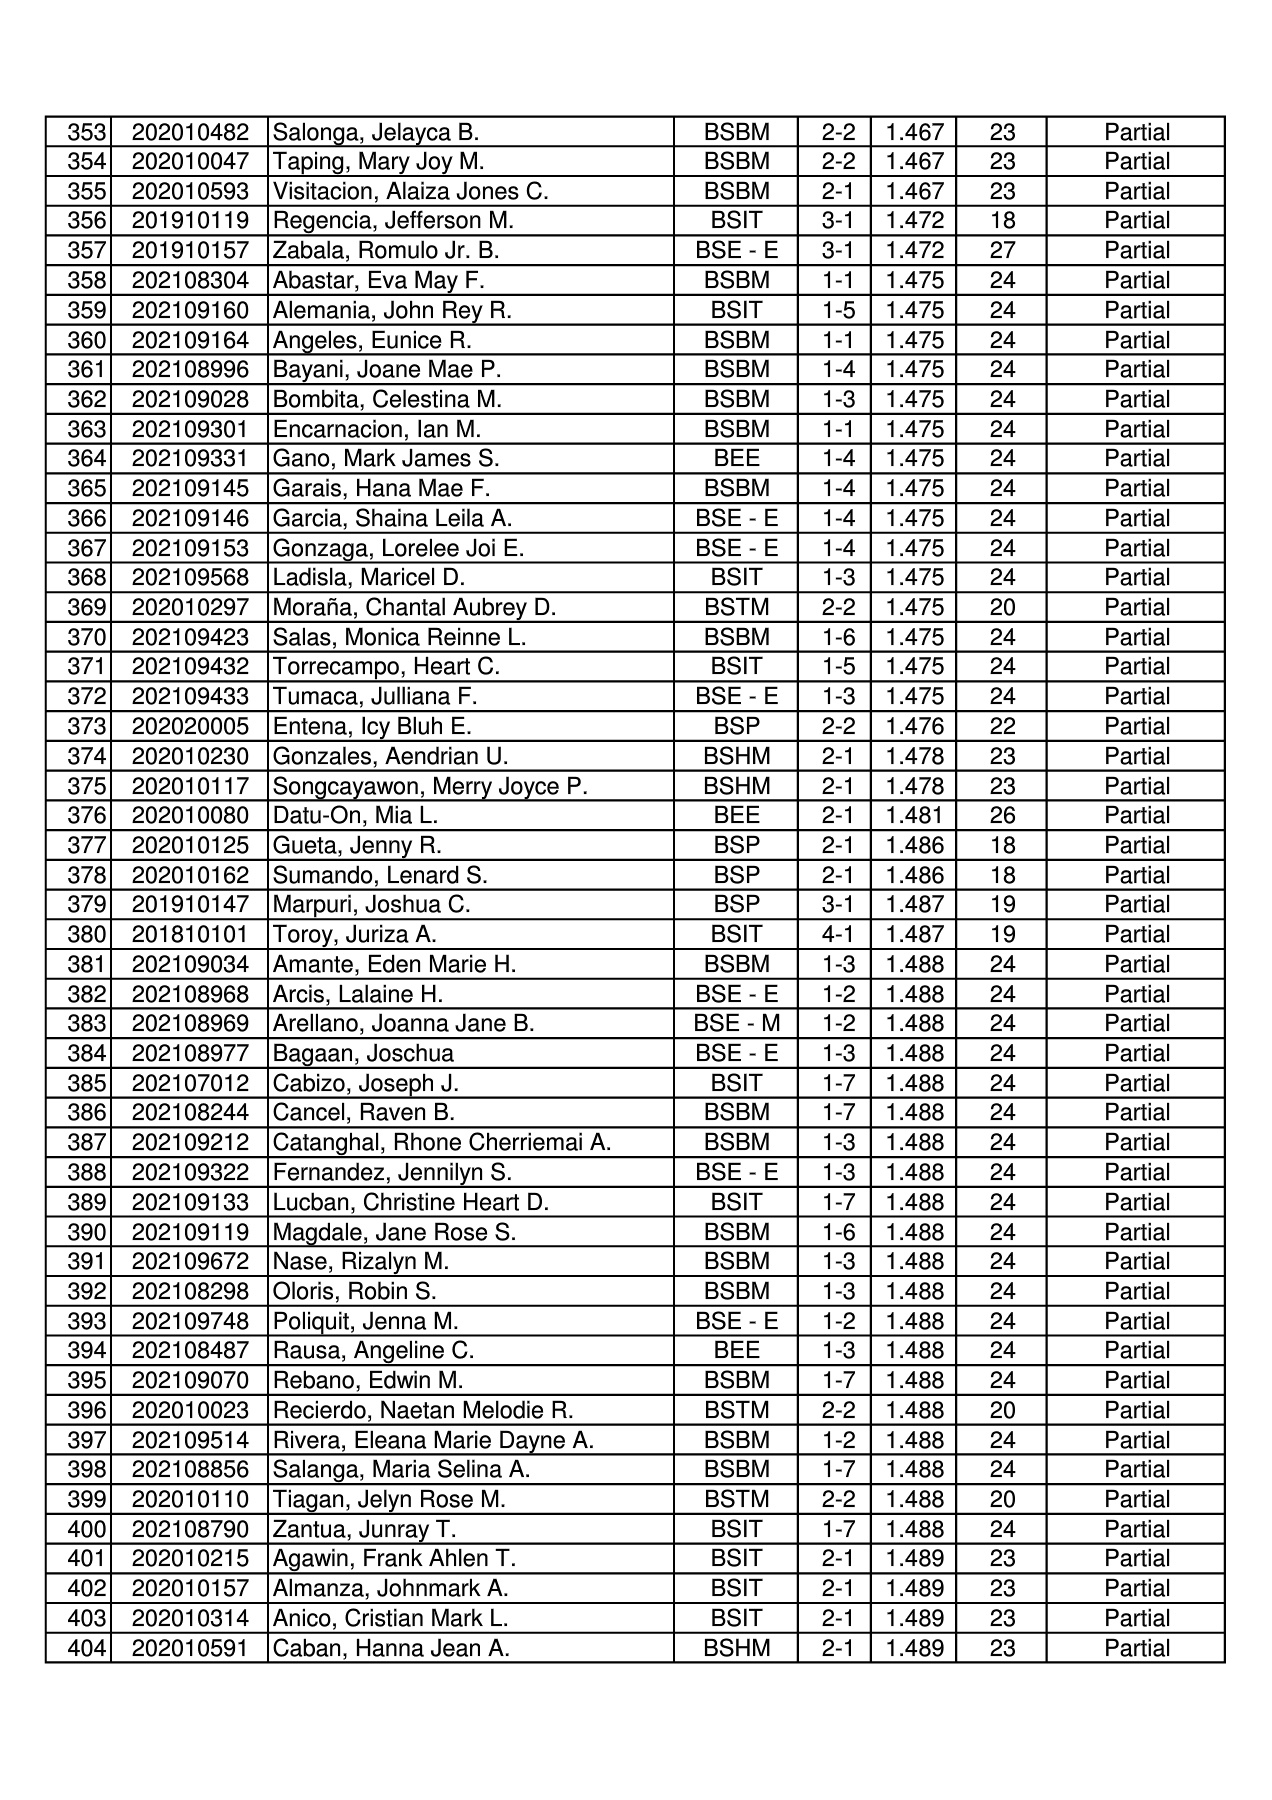 353 202010482 Salonga, Jelayca B. BSBM 2-2 1.467 23 Partial
354 202010047 Taping, Mary Joy M. BSBM 2-2 1.467 23 Partial
355 202010593 Visitacion, Alaiza Jones C. BSBM 2-1 1.467 23 Partial
356 201910119 Regencia, Jefferson M. BSIT 3-1 1.472 18 Partial
357 201910157 Zabala, Romulo Jr. B. BSE - E 3-1 1.472 27 Partial
358 202108304 Abastar, Eva May F. BSBM 1-1 1.475 24 Partial
359 202109160 Alemania, John Rey R. BSIT 1-5 1.475 24 Partial
360 202109164 Angeles, Eunice R. BSBM 1-1 1.475 24 Partial
361 202108996 Bayani, Joane Mae P. BSBM 1-4 1.475 24 Partial
362 202109028 Bombita, Celestina M. BSBM 1-3 1.475 24 Partial
363 202109301 Encarnacion, Ian M. BSBM 1-1 1.475 24 Partial
364 202109331 Gano, Mark James S. BEE 1-4 1.475 24 Partial
365 202109145 Garais, Hana Mae F. BSBM 1-4 1.475 24 Partial
366 202109146 Garcia, Shaina Leila A. BSE - E 1-4 1.475 24 Partial
367 202109153 Gonzaga, Lorelee Joi E. BSE - E 1-4 1.475 24 Partial
368 202109568 Ladisla, Maricel D. BSIT 1-3 1.475 24 Partial
369 202010297 Moraña, Chantal Aubrey D. BSTM 2-2 1.475 20 Partial
370 202109423 Salas, Monica Reinne L. BSBM 1-6 1.475 24 Partial
371 202109432 Torrecampo, Heart C. BSIT 1-5 1.475 24 Partial
372 202109433 Tumaca, Julliana F. BSE - E 1-3 1.475 24 Partial
373 202020005 Entena, Icy Bluh E. BSP 2-2 1.476 22 Partial
374 202010230 Gonzales, Aendrian U. BSHM 2-1 1.478 23 Partial
375 202010117 Songcayawon, Merry Joyce P. BSHM 2-1 1.478 23 Partial
376 202010080 Datu-On, Mia L. BEE 2-1 1.481 26 Partial
377 202010125 Gueta, Jenny R. BSP 2-1 1.486 18 Partial
378 202010162 Sumando, Lenard S. BSP 2-1 1.486 18 Partial
379 201910147 Marpuri, Joshua C. BSP 3-1 1.487 19 Partial
380 201810101 Toroy, Juriza A. BSIT 4-1 1.487 19 Partial
381 202109034 Amante, Eden Marie H. BSBM 1-3 1.488 24 Partial
382 202108968 Arcis, Lalaine H. BSE - E 1-2 1.488 24 Partial
383 202108969 Arellano, Joanna Jane B. BSE - M 1-2 1.488 24 Partial
384 202108977 Bagaan, Joschua BSE - E 1-3 1.488 24 Partial
385 202107012 Cabizo, Joseph J. BSIT 1-7 1.488 24 Partial
386 202108244 Cancel, Raven B. BSBM 1-7 1.488 24 Partial
387 202109212 Catanghal, Rhone Cherriemai A. BSBM 1-3 1.488 24 Partial
388 202109322 Fernandez, Jennilyn S. BSE - E 1-3 1.488 24 Partial
389 202109133 Lucban, Christine Heart D. BSIT 1-7 1.488 24 Partial
390 202109119 Magdale, Jane Rose S. BSBM 1-6 1.488 24 Partial
391 202109672 Nase, Rizalyn M. BSBM 1-3 1.488 24 Partial
392 202108298 Oloris, Robin S. BSBM 1-3 1.488 24 Partial
393 202109748 Poliquit, Jenna M. BSE - E 1-2 1.488 24 Partial
394 202108487 Rausa, Angeline C. BEE 1-3 1.488 24 Partial
395 202109070 Rebano, Edwin M. BSBM 1-7 1.488 24 Partial
396 202010023 Recierdo, Naetan Melodie R. BSTM 2-2 1.488 20 Partial
397 202109514 Rivera, Eleana Marie Dayne A. BSBM 1-2 1.488 24 Partial
398 202108856 Salanga, Maria Selina A. BSBM 1-7 1.488 24 Partial
399 202010110 Tiagan, Jelyn Rose M. BSTM 2-2 1.488 20 Partial
400 202108790 Zantua, Junray T. BSIT 1-7 1.488 24 Partial
401 202010215 Agawin, Frank Ahlen T. BSIT 2-1 1.489 23 Partial
402 202010157 Almanza, Johnmark A. BSIT 2-1 1.489 23 Partial
403 202010314 Anico, Cristian Mark L. BSIT 2-1 1.489 23 Partial
404 202010591 Caban, Hanna Jean A. BSHM 2-1 1.489 23 Partial